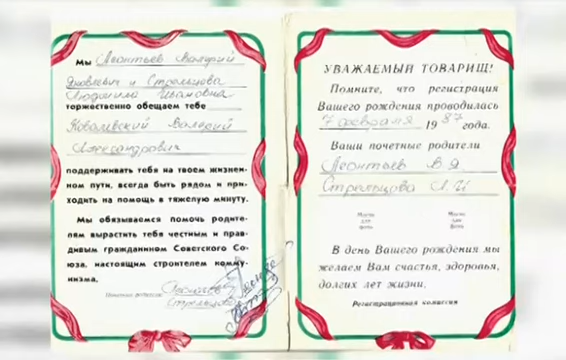 Мы Леонтьев Валерий
Яковлевич и Стрельцова
Людмила Ивановна
торжественно обещаем тебе
Ковалевский Валерий
Александрович
поддерживать тебя на твоем жизнен-
ном пути, всегда быть рядом и при-
ходить на помощь в тяжелую минуту.
Мы обязываемся помочь родите-
лям вырастить тебя честным и прав-
дивым гражданином Советского Со-
юза, настоящим строителем комму-
низма.
Почетные родители
УВАЖАЕМЫЙ ТОВАРИЩ!
Помните, что регистрация
Вашего рождения проводилась
7 февраля 1987 года.
Ваши почетные родители
Леонтьев В.Я
Стрельцова Л.И
Место для фото
Место для фото
В день Вашего рождения мы
желаем Вам счастья, здоровья,
долгих лет жизни.
Регистрационная комиссия